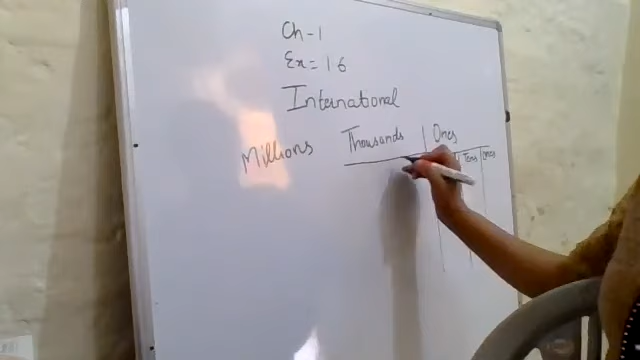 Ch-1
Ex = 1.6
International
Millions Thousands Ones
Tens Ones